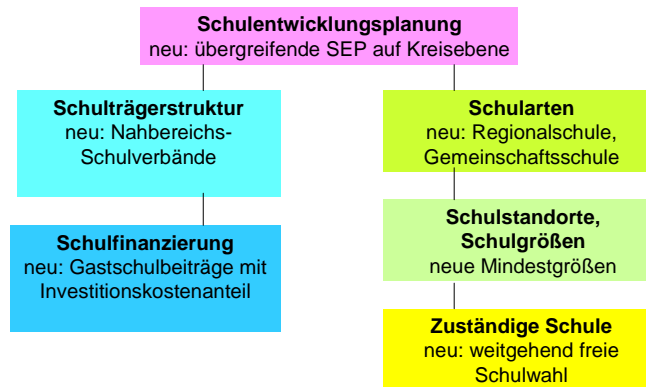 Schulentwicklungsplanung
neu: übergreifende SEP auf Kreisebene
Schulträgerstruktur
neu: Nahbereichs-
Schulverbände
Schulfinanzierung
neu: Gastschulbeiträge mit
Investitionskostenanteil
Schularten
neu: Regionalschule,
Gemeinschaftsschule
Schulstandorte,
Schulgrößen
neue Mindestgrößen
Zuständige Schule
neu: weitgehend freie
Schulwahl